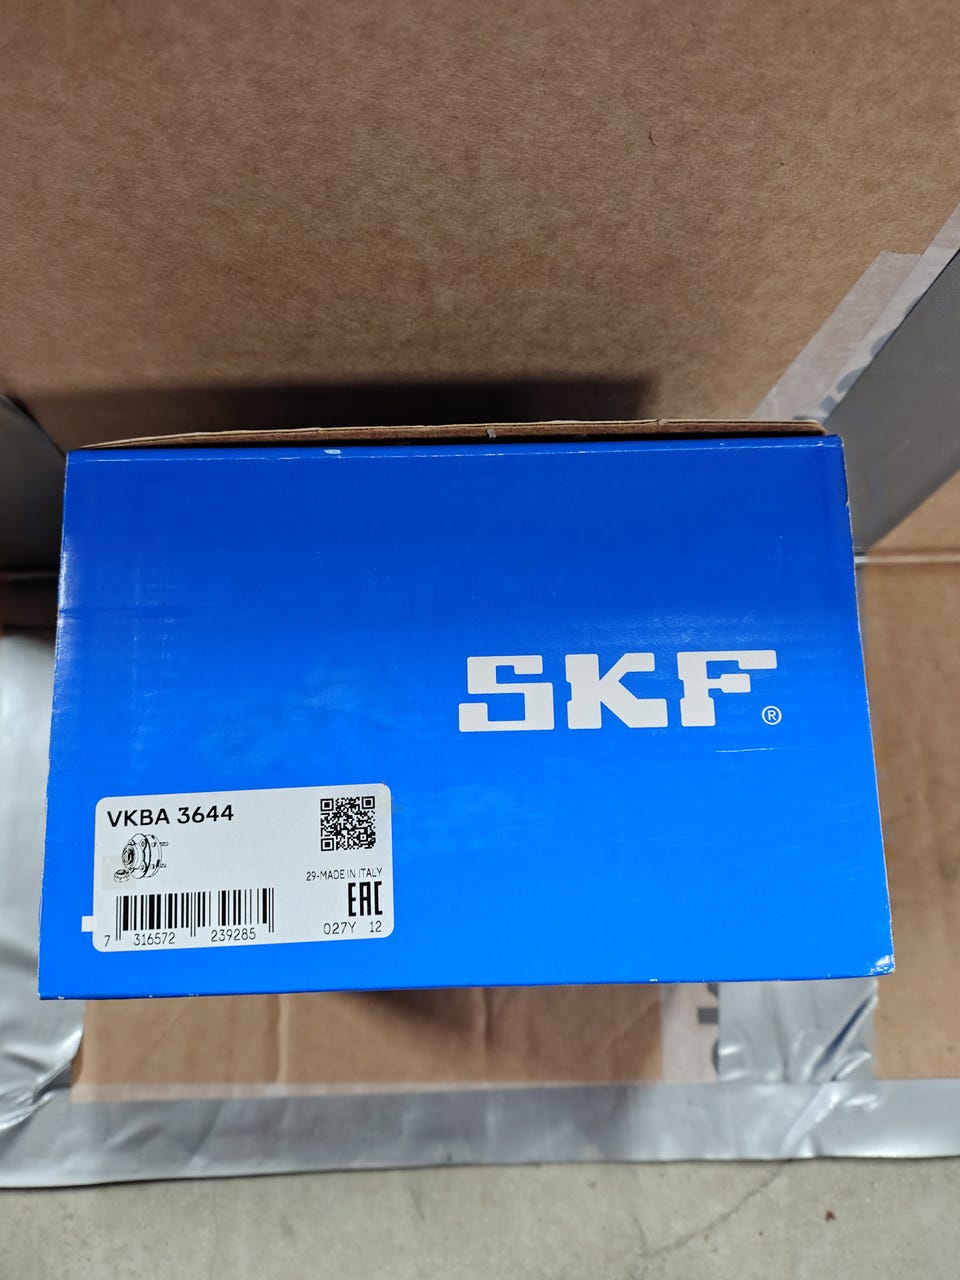 SKF®
VKBA 3644
29-MADE IN ITALY
EAC
7 316572 239285
027Y 12